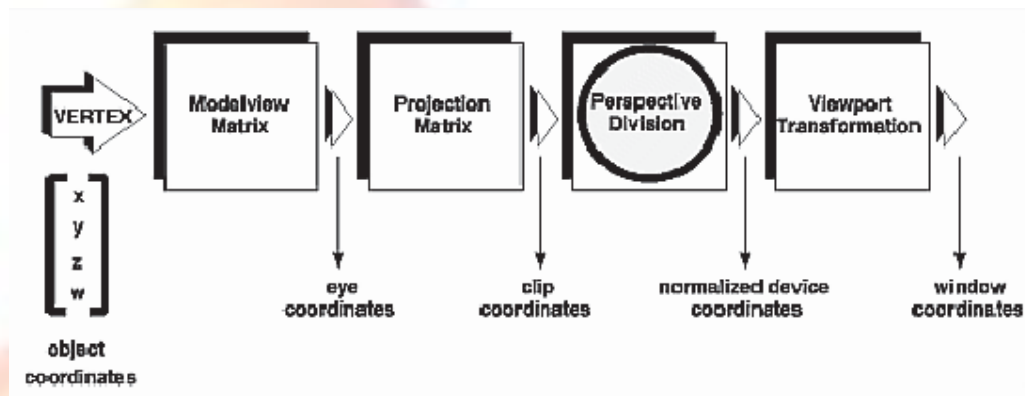 VERTEX
x
y
z
w
object
coordinates
Modelview
Matrix
eye
coordinates
Projection
Matrix
clip
coordinates
Perspective
Division
normalized device
coordinates
Viewport
Transformation
window
coordinates